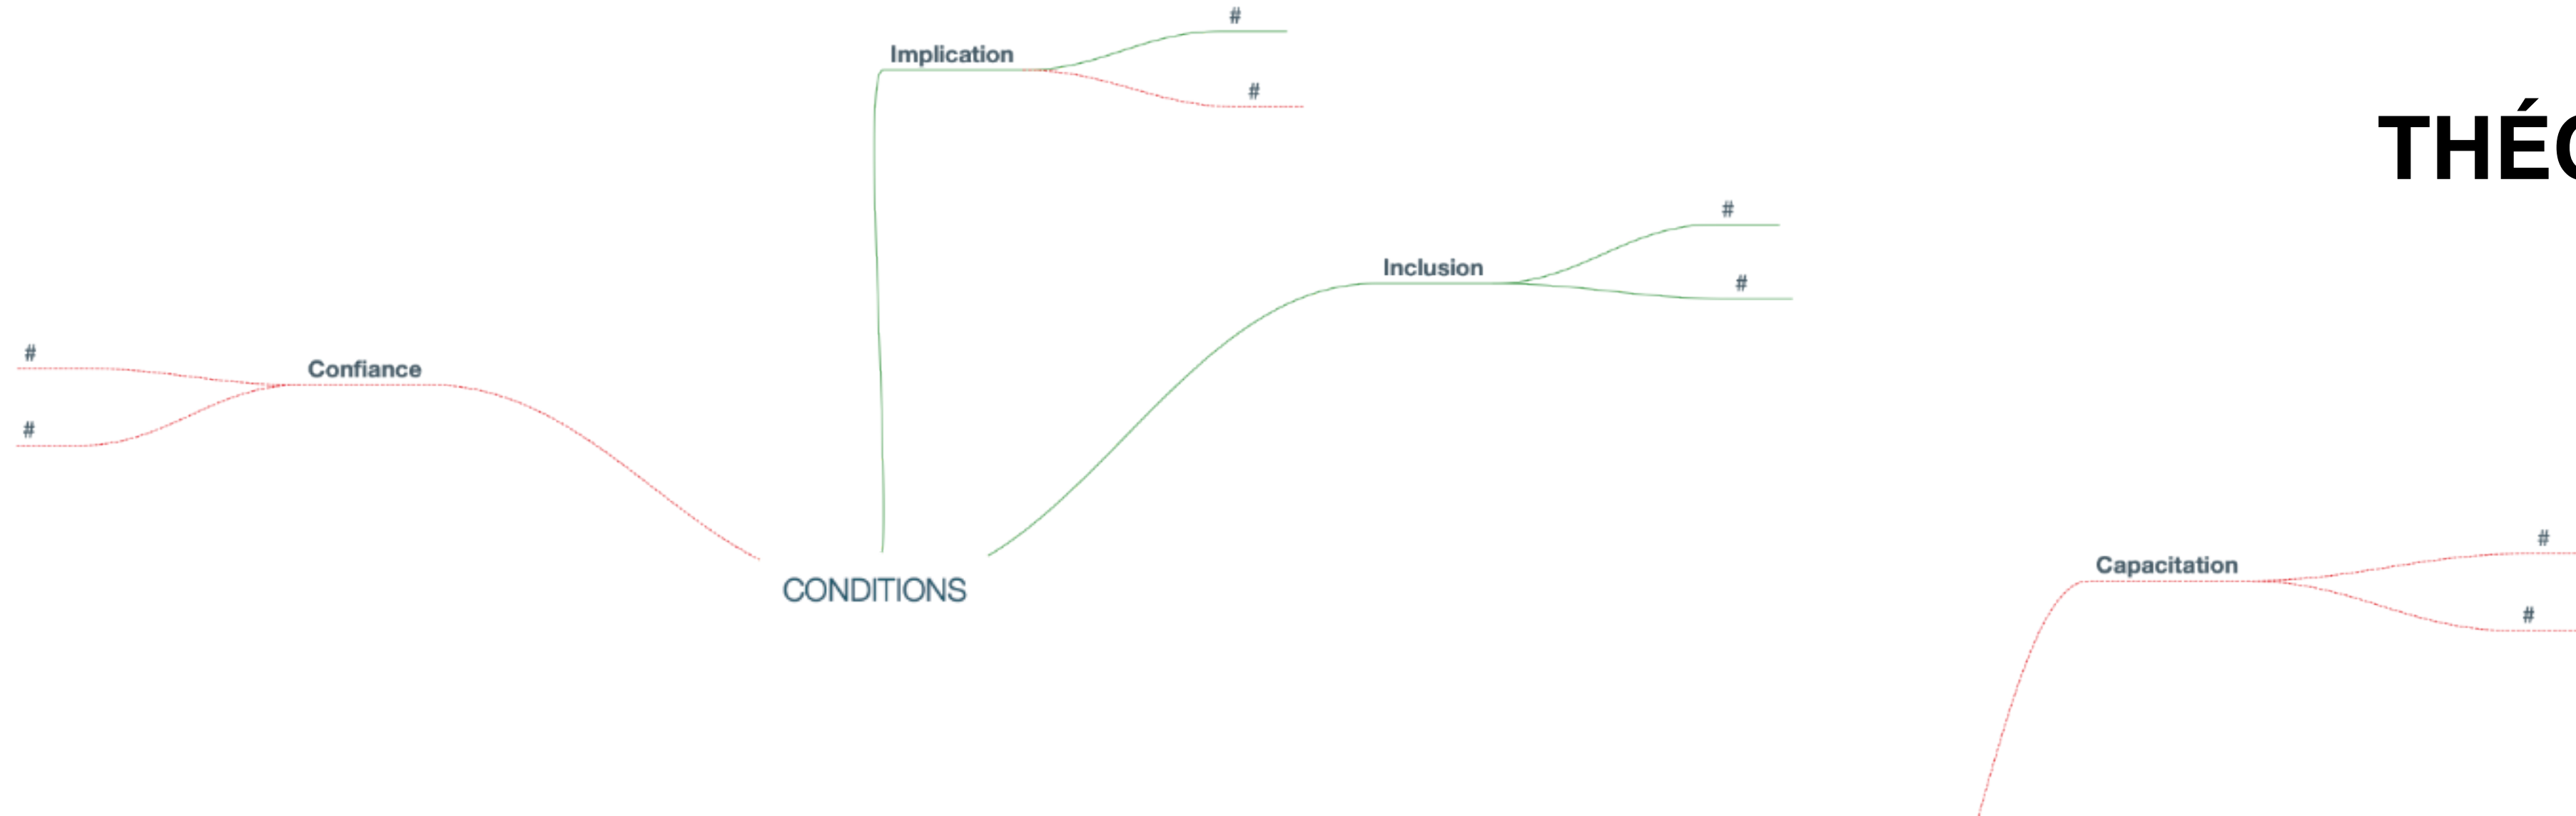 #
Implication
#
THÉ
#
Inclusion
#
#
Confiance
#
#
Capacitation
CONDITIONS
#